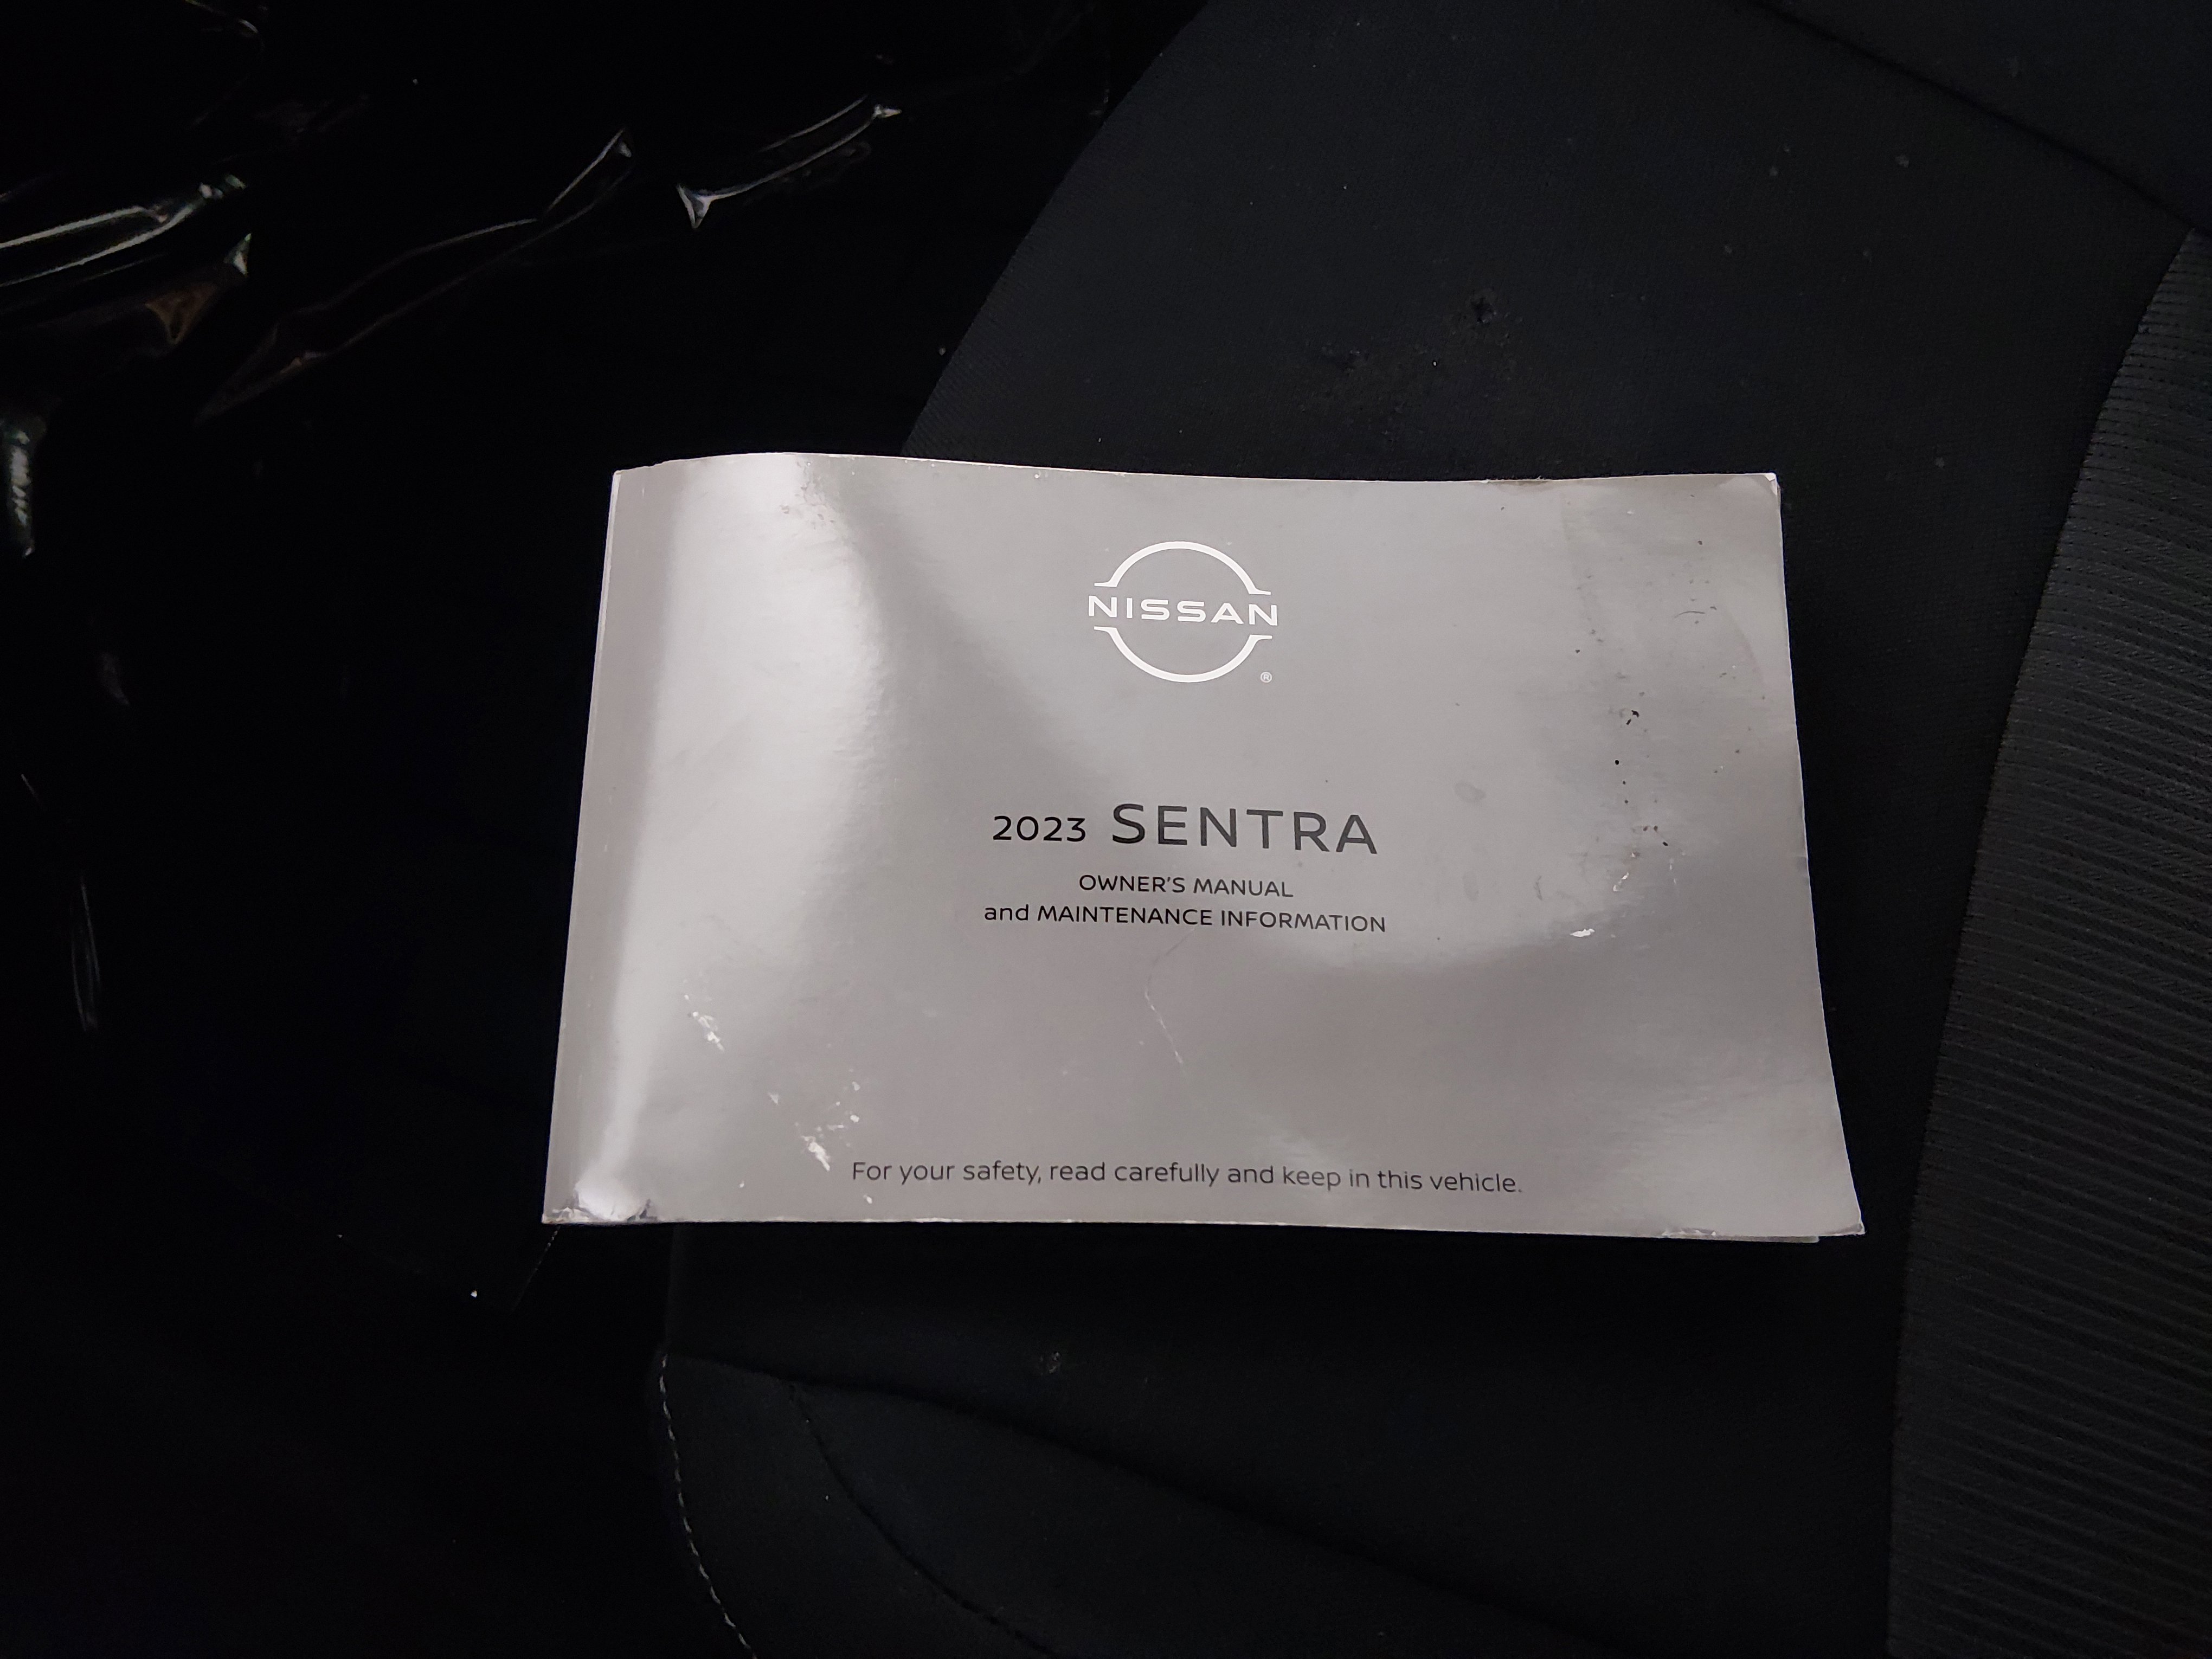 NISSAN
®
2023 SENTRA
OWNER'S MANUAL
and MAINTENANCE INFORMATION
For your safety, read carefully and keep in this vehicle.